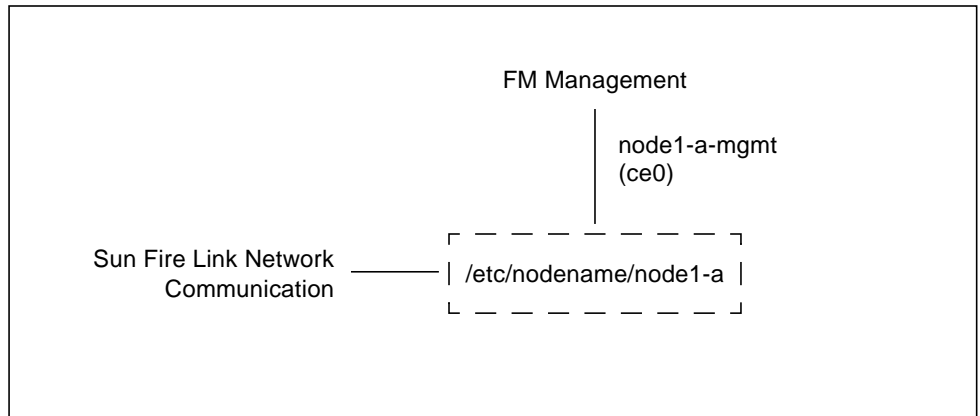 FM Management
node1-a-mgmt
(ce0)
Sun Fire Link Network
Communication
/etc/nodename/node1-a